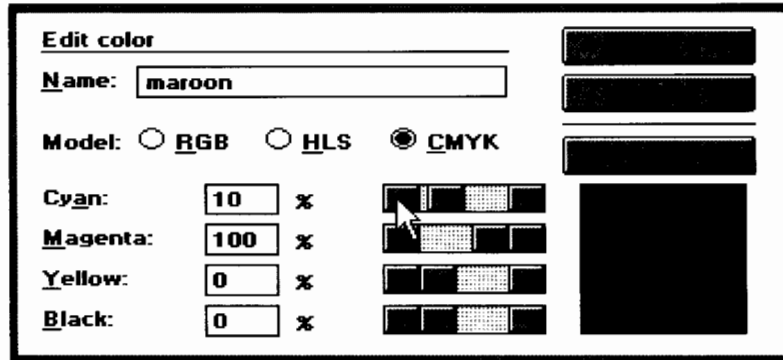 Edit color
Name: maroon
Model: RGB HLS CMYK
Cyan: 10 %
Magenta: 100 %
Yellow: 0 %
Black: 0 %